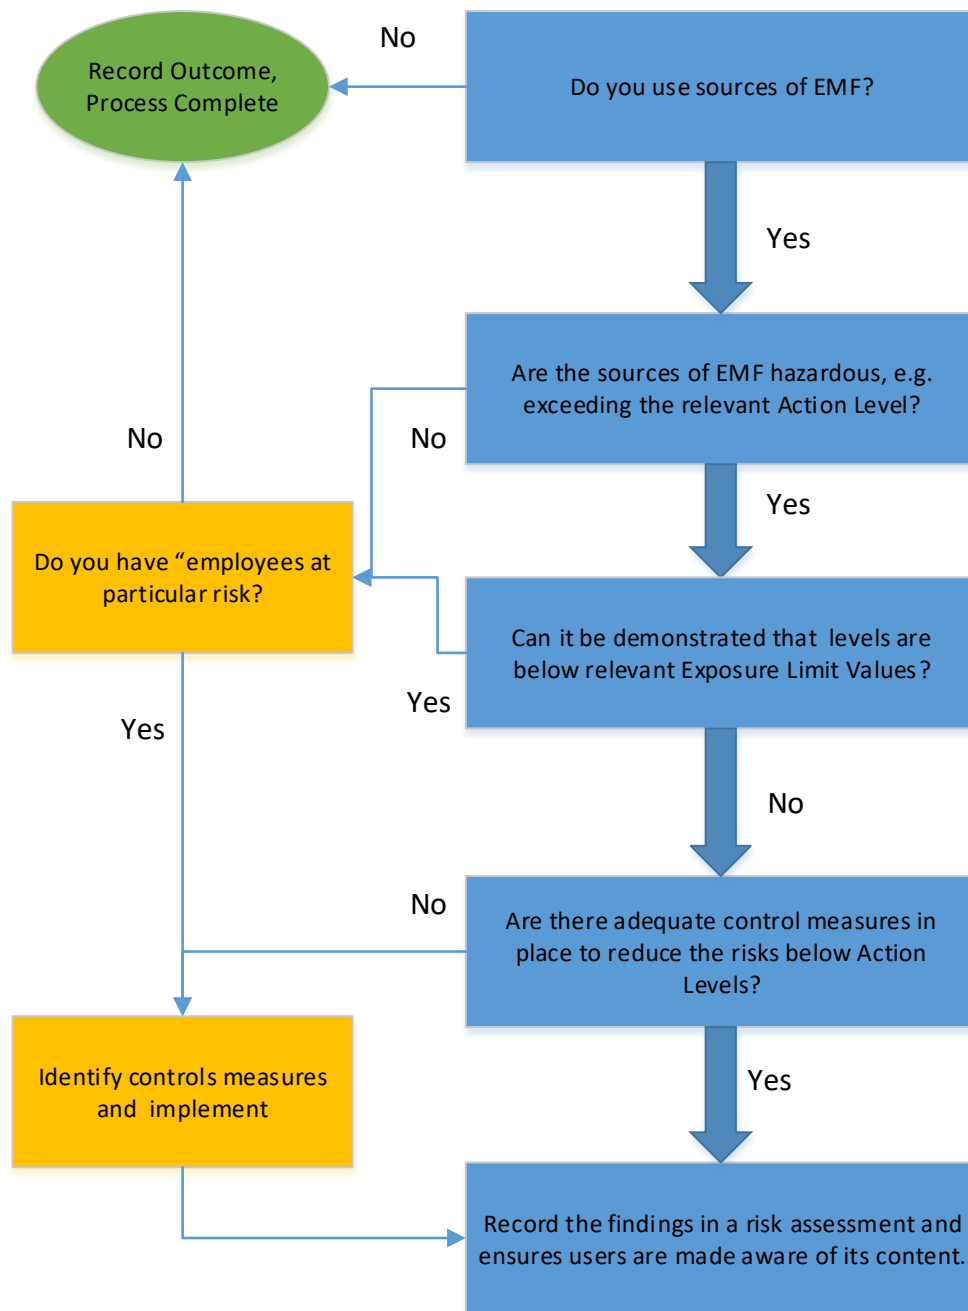 No
Record Outcome,
Process Complete
Do you use sources of EMF?
Yes
Are the sources of EMF hazardous, e.g.
exceeding the relevant Action Level?
No
No
Yes
Do you have “employees at
particular risk?
Can it be demonstrated that levels are
below relevant Exposure Limit Values?
Yes
Yes
No
No
Are there adequate control measures in
place to reduce the risks below Action
Levels?
Identify controls measures
and implement
Yes
Record the findings in a risk assessment and
ensures users are made aware of its content.